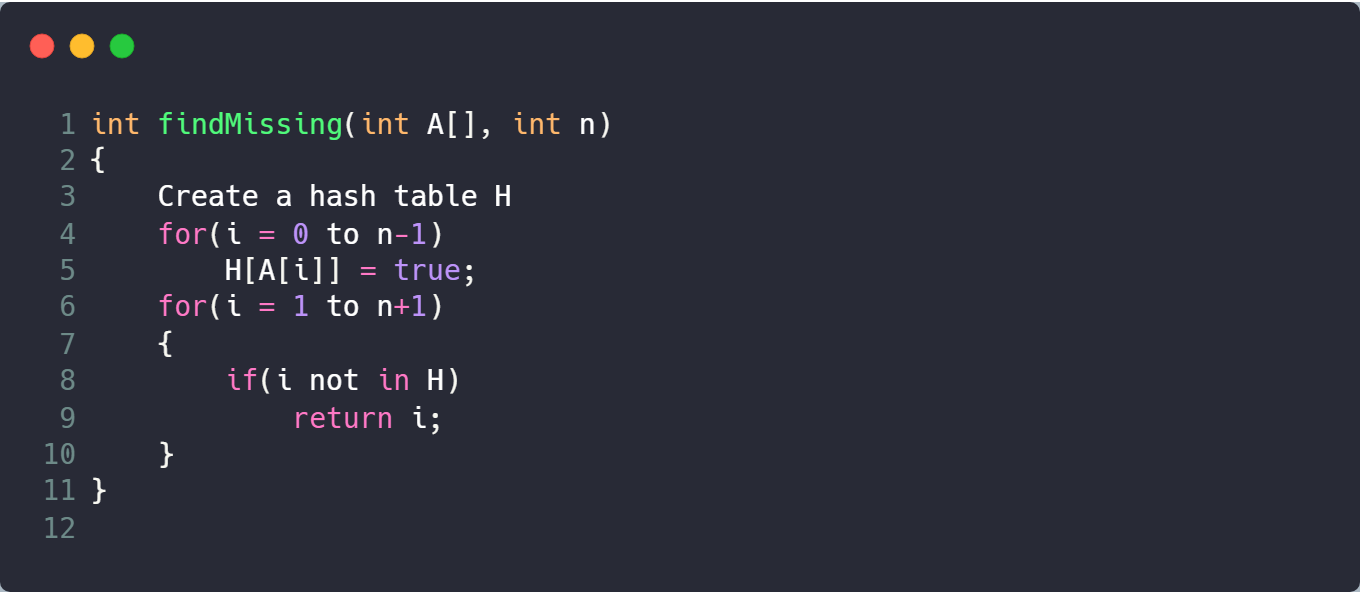 1 int findMissing(int A[], int n)
2 {
3     Create a hash table H
4     for(i = 0 to n-1)
5         H[A[i]] = true;
6     for(i = 1 to n+1)
7     {
8         if(i not in H)
9             return i;
10     }
11 }
12